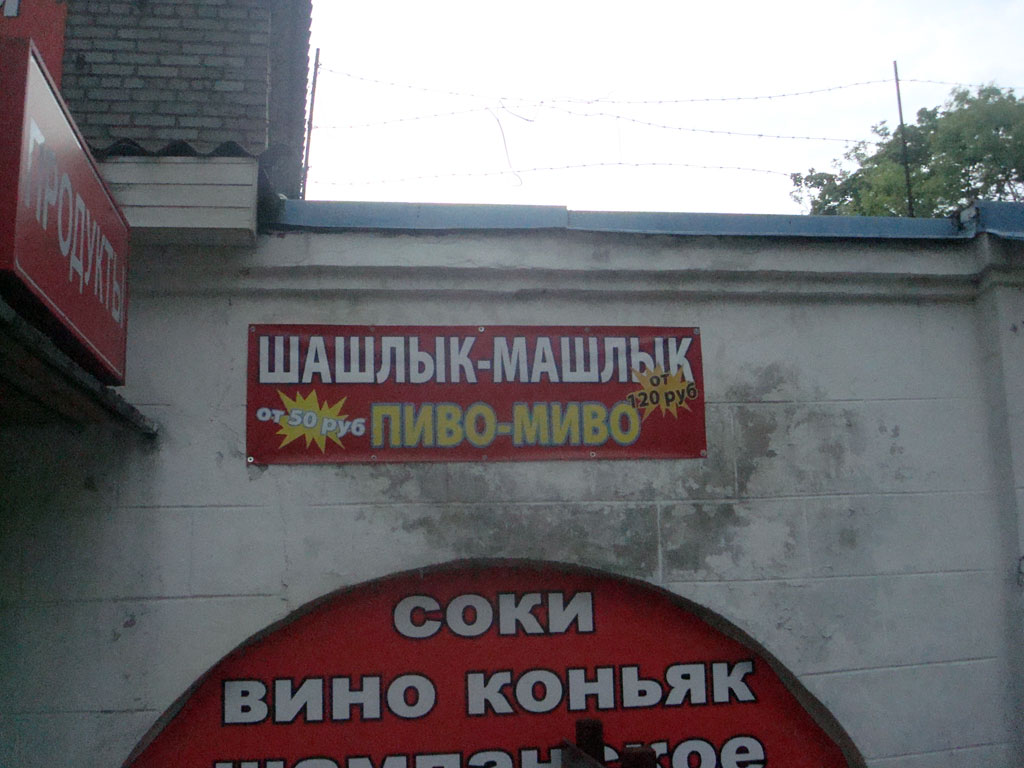 ПРОДУКТЫ
ШАШЛЫК-МАШЛЫК
от
120 руб
от 50 руб
ПИВО-МИВО
СОКИ
ВИНО КОНЬЯК